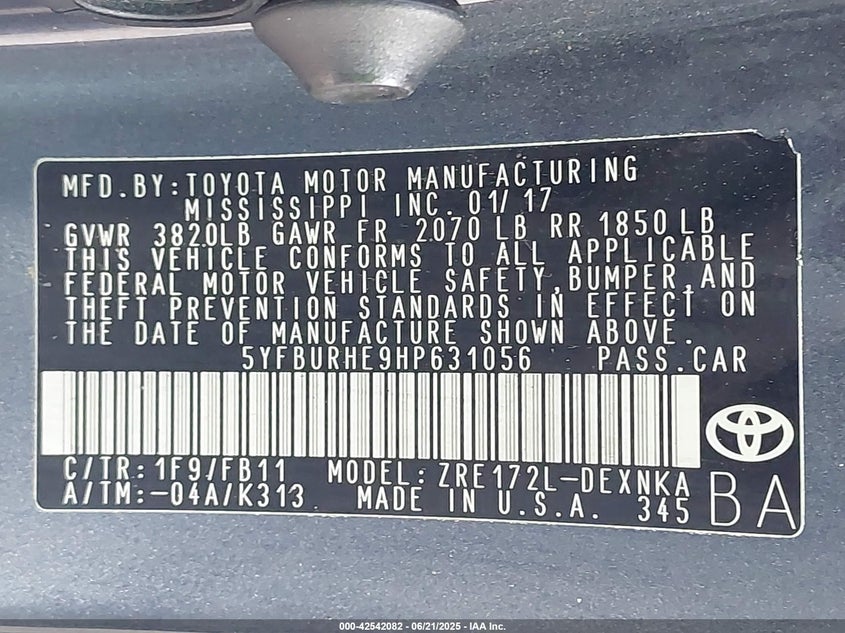 MFD.BY:TOYOTA MOTOR MANUFACTURING
MISSISSIPPI INC. 01/17
GVWR 3820LB GAWR FR 2070 LB RR 1850 LB
THIS VEHICLE CONFORMS TO ALL APPLICABLE
FEDERAL MOTOR VEHICLE SAFETY,BUMPER,AND
THEFT PREVENTION STANDARDS IN EFFECT ON
THE DATE OF MANUFACTURE SHOWN ABOVE.
5YFBURHE9HP631056 PASS.CAR
C/TR:1F9/FB11 MODEL:ZRE172L-DEXNKA
A/TM:-04A/K313 MADE IN U.S.A. 345
BA
000-42542082 - 06/21/2025 - IAA Inc.